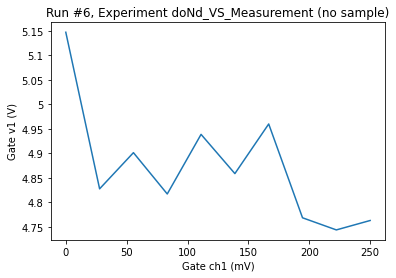 Run #6, Experiment doNd_VS_Measurement (no sample)
5.15
5.1
5.05
5
4.95
4.9
4.85
4.8
4.75
Gate v1 (V)
0 50 100 150 200 250
Gate ch1 (mV)